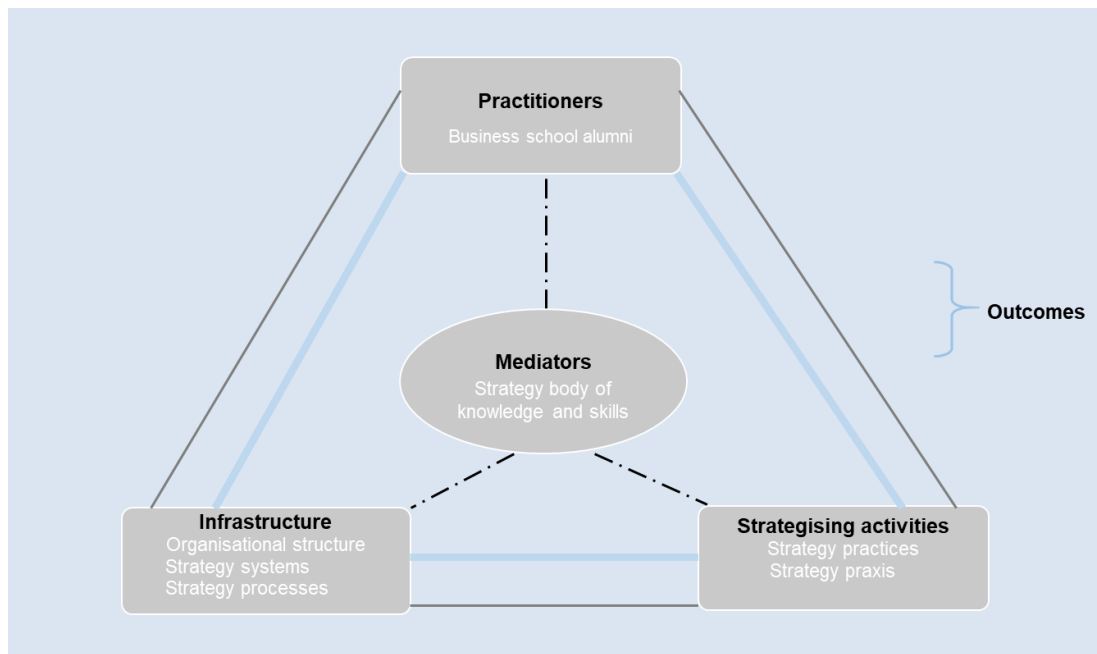 Practitioners
Business school alumni
Outcomes
Mediators
Strategy body of
knowledge and skills
Infrastructure
Organisational structure
Strategy systems
Strategy processes
Strategising activities
Strategy practices
Strategy praxis